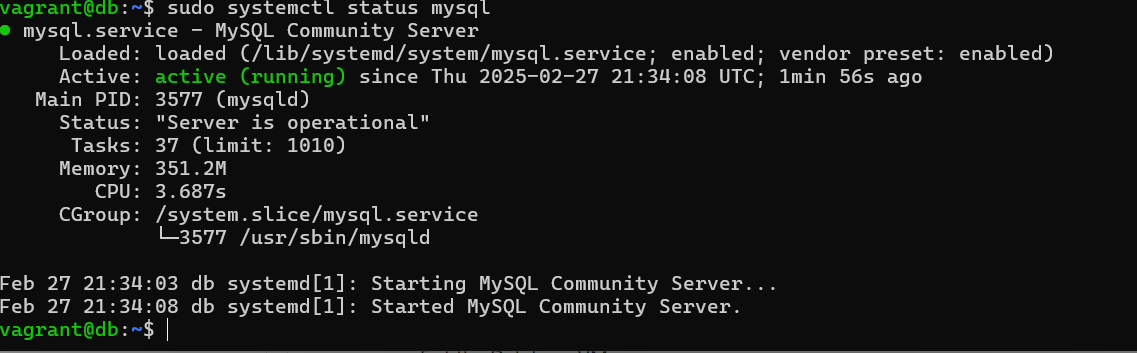 vagrant@db:~$ sudo systemctl status mysql
● mysql.service - MySQL Community Server
Loaded: loaded (/lib/systemd/system/mysql.service; enabled; vendor preset: enabled)
Active: active (running) since Thu 2025-02-27 21:34:08 UTC; 1min 56s ago
Main PID: 3577 (mysqld)
Status: "Server is operational"
Tasks: 37 (limit: 1010)
Memory: 351.2M
CPU: 3.687s
CGroup: /system.slice/mysql.service
└─3577 /usr/sbin/mysqld
Feb 27 21:34:03 db systemd[1]: Starting MySQL Community Server...
Feb 27 21:34:08 db systemd[1]: Started MySQL Community Server.
vagrant@db:~$